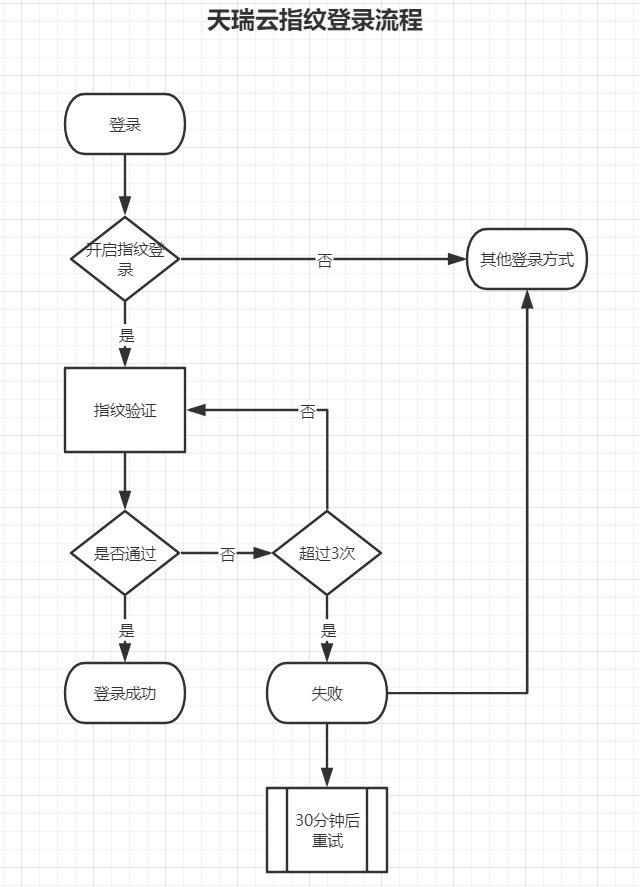 天瑞云指纹登录流程
登录
开启指纹登
录
否
其他登录方式
是
指纹验证
否
是否通过
否
超过3次
是
是
登录成功
失败
30分钟后
重试